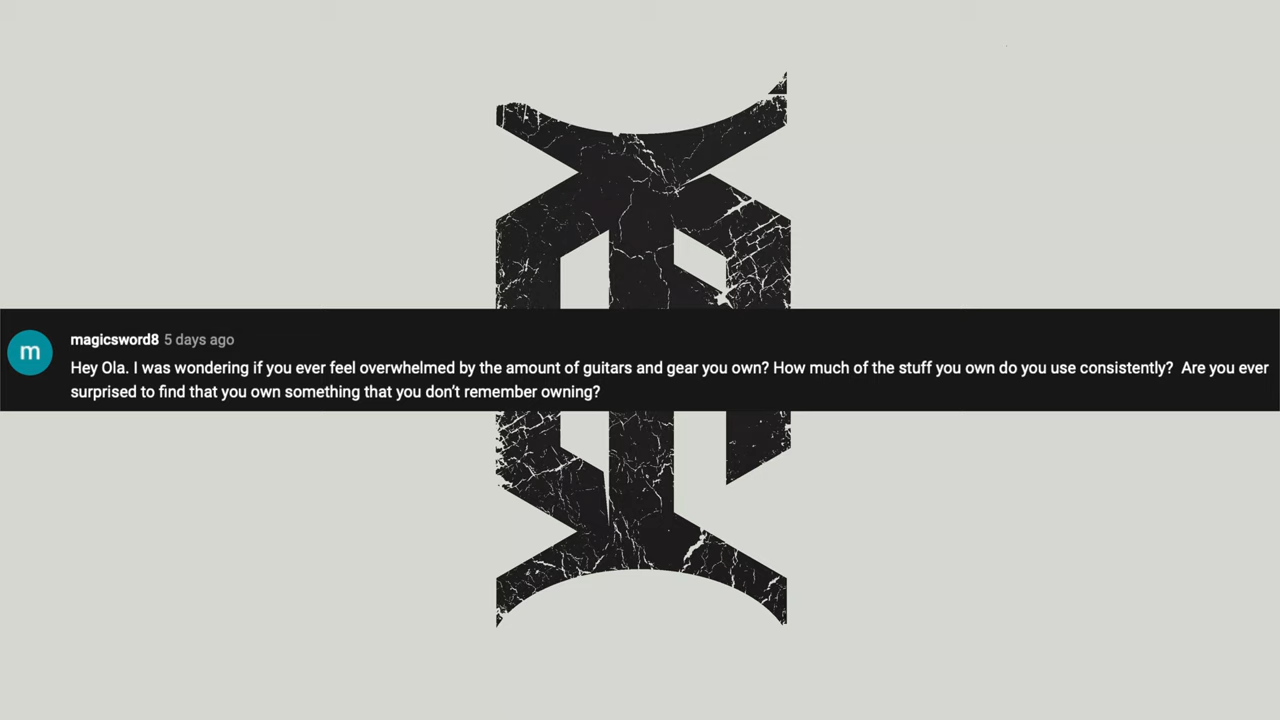 m
magicsword8 5 days ago
Hey Ola. I was wondering if you ever feel overwhelmed by the amount of guitars and gear you own? How much of the stuff you own do you use consistently?  Are you ever
surprised to find that you own something that you don’t remember owning?